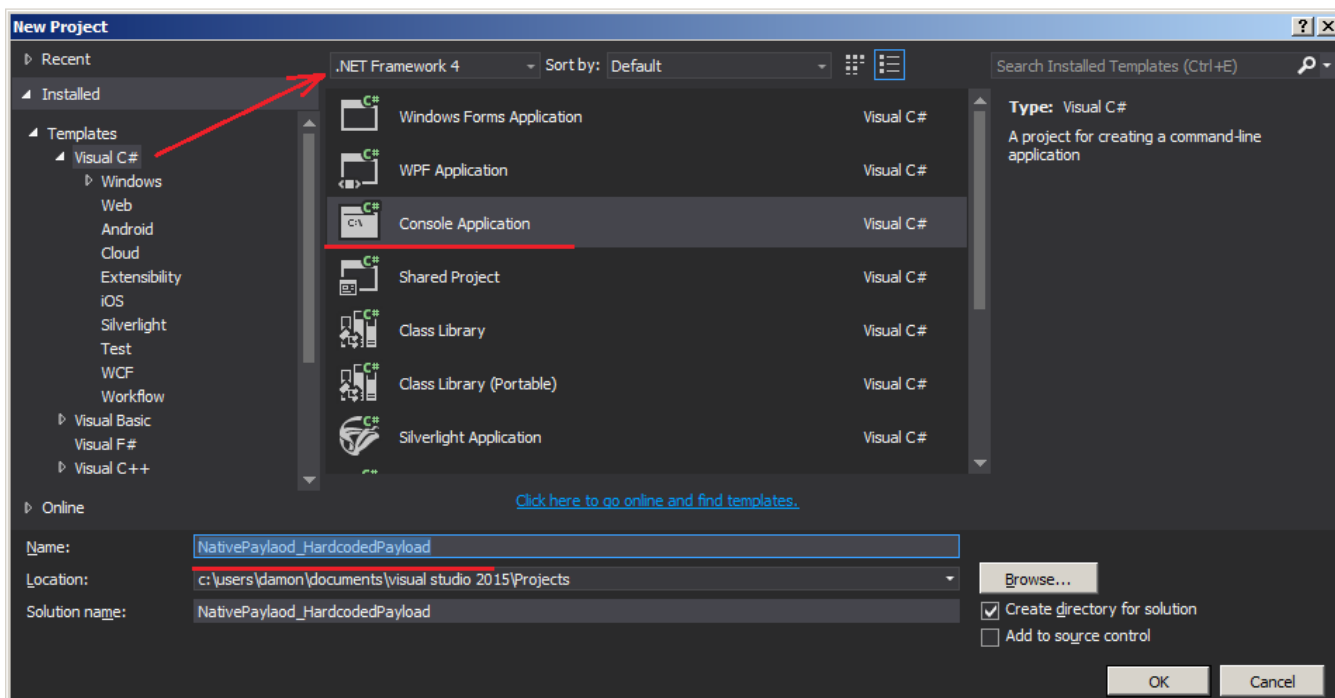 New Project
Recent
.NET Framework 4
Sort by: Default
Search Installed Templates (Ctrl+E)
Installed
Templates
Visual C#
Windows
Web
Android
Cloud
Extensibility
iOS
Silverlight
Test
WCF
Workflow
Visual Basic
Visual F#
Visual C++
Online
Windows Forms Application Visual C#
WPF Application Visual C#
Console Application Visual C#
Shared Project Visual C#
Class Library Visual C#
Class Library (Portable) Visual C#
Silverlight Application Visual C#
Click here to go online and find templates.
Type: Visual C#
A project for creating a command-line
application
Name: NativePaylaod_HardcodedPayload
Location: c:\users\damon\documents\visual studio 2015\Projects
Browse...
Solution name: NativePaylaod_HardcodedPayload
Create directory for solution
Add to source control
OK Cancel